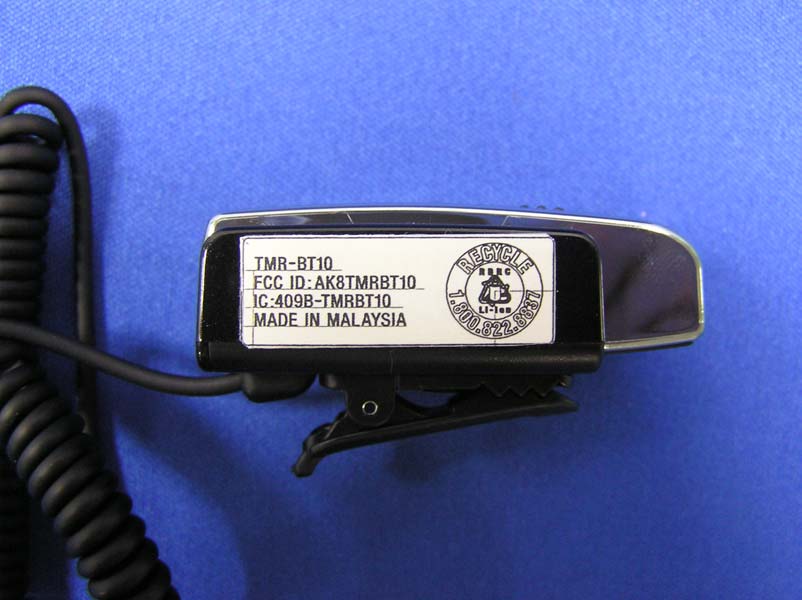 TMR-BT10
FCC ID:AK8TMRBT10
IC:409B-TMRBT10
MADE IN MALAYSIA
RECYCLE
RBRC
Li-ion
1.800.822.8837